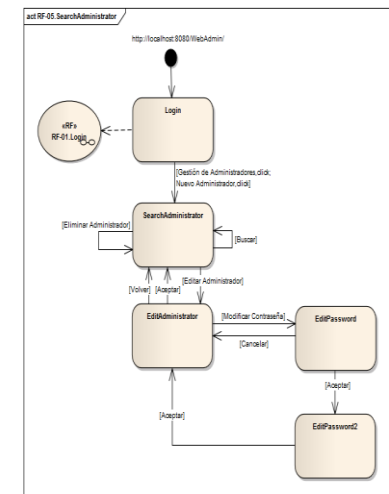 act RF-05.SearchAdministrator
http://localhost:8080/WebAdmin/
Login
«RF»
RF-01.Login
[Gestión de Administradores,click;
Nuevo Administrador,click]
SearchAdministrator
[Eliminar Administrador]
[Buscar]
[Editar Administrador]
[Volver]
[Aceptar]
EditAdministrator
[Modificar Contraseña]
EditPassword
[Cancelar]
[Aceptar]
[Aceptar]
EditPassword2